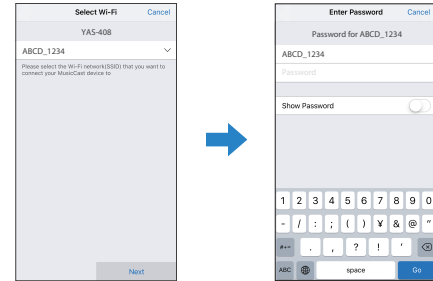 Select Wi-Fi Cancel
YAS-408
ABCD_1234
Please select the Wi-Fi network(SSID) that you want to
connect your MusicCast device to
Next
Enter Password Cancel
Password for ABCD_1234
ABCD_1234
Password
Show Password
1 2 3 4 5 6 7 8 9 0
- / : ; ( ) ¥ & @ "
#+= . , ? ! '
ABC space Go